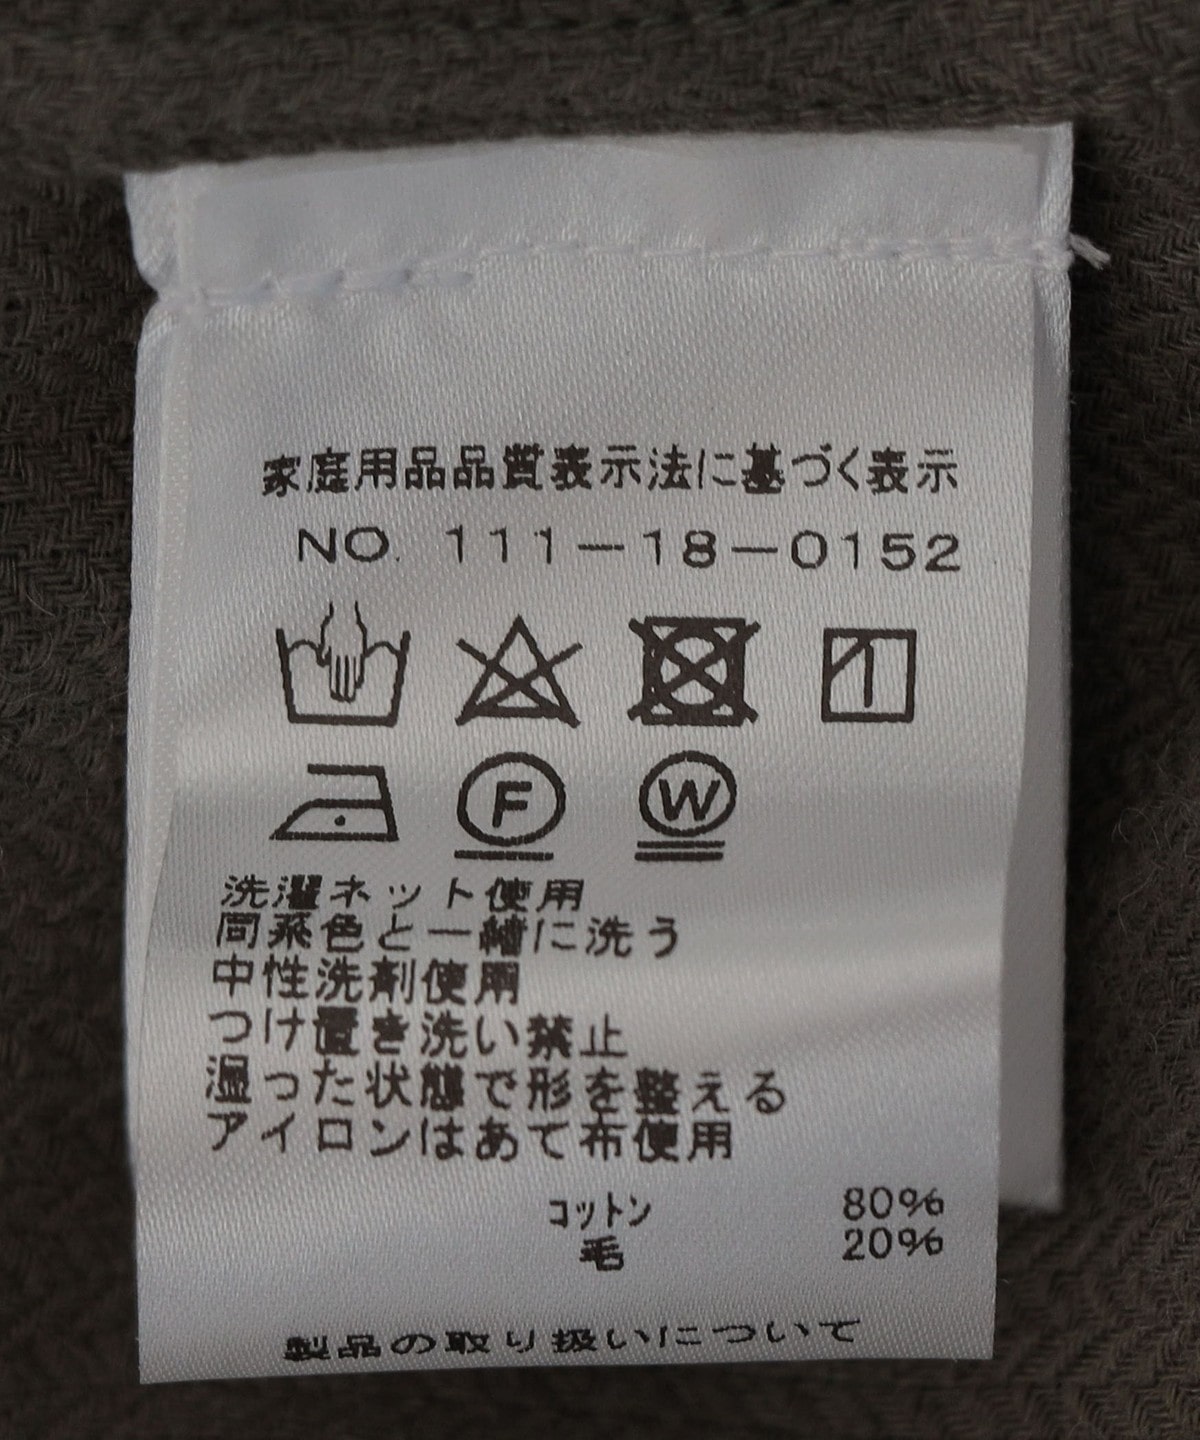 家庭用品品質表示法に基づく表示
NO. 111-18-0152
F W
洗濯ネット使用
同系色と一緒に洗う
中性洗剤使用
つけ置き洗い禁止
湿った状態で形を整える
アイロンはあて布使用
コットン 80%
毛 20%
製品の取り扱いについて